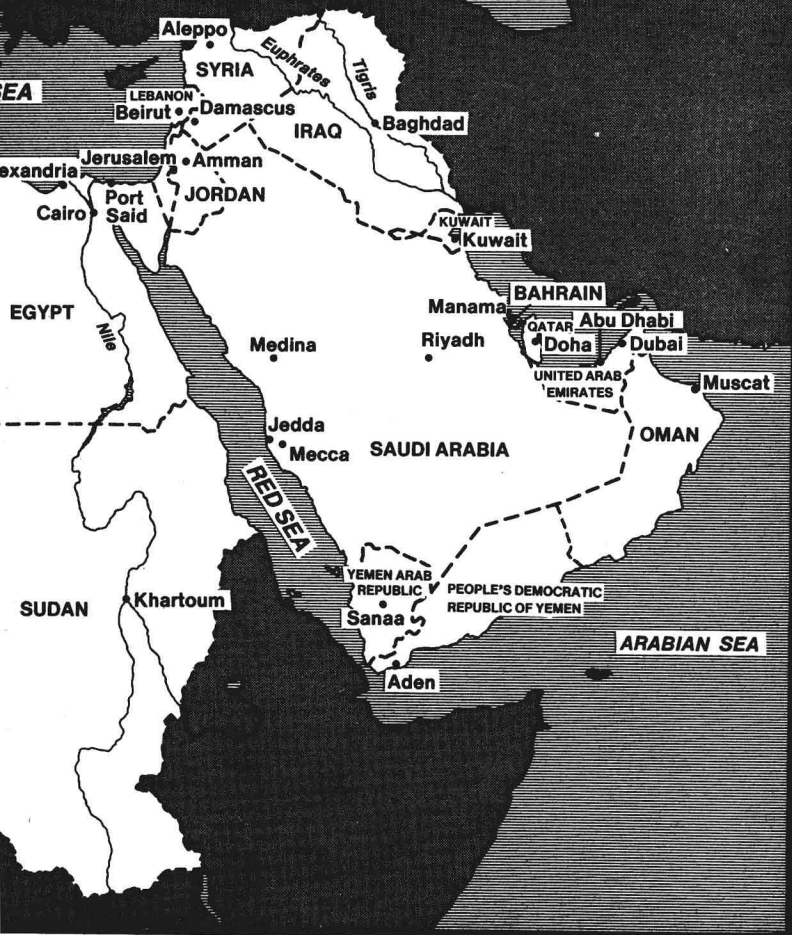 Aleppo
Euphrates
Tigris
SYRIA
SEA
LEBANON
Beirut
Damascus
IRAQ
Baghdad
Jerusalem
Amman
exandria
JORDAN
Port
Said
Cairo
KUWAIT
Kuwait
BAHRAIN
Manama
EGYPT
Nile
QATAR
Abu Dhabi
Doha
Dubai
Medina
Riyadh
UNITED ARAB
EMIRATES
Muscat
Jedda
Mecca
SAUDI ARABIA
OMAN
RED SEA
YEMEN ARAB
REPUBLIC
PEOPLE'S DEMOCRATIC
REPUBLIC OF YEMEN
SUDAN
Khartoum
Sanaa
ARABIAN SEA
Aden